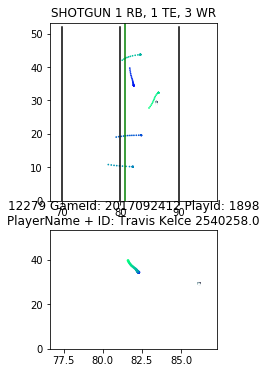 SHOTGUN 1 RB, 1 TE, 3 WR
50
40
30
20
10
0
70 80 90
12279 GameId: 2017092412 PlayId: 1898
PlayerName + ID: Travis Kelce 2540258.0
40
20
0
77.5 80.0 82.5 85.0